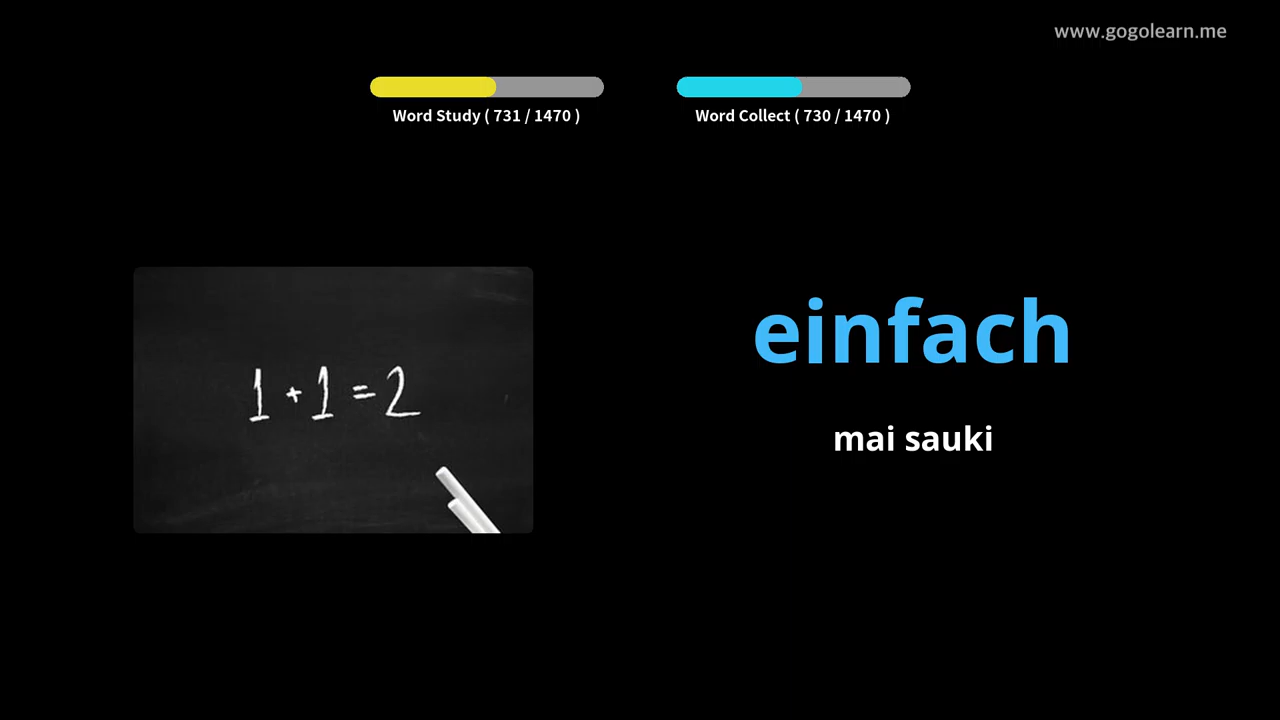 www.gogolearn.me
Word Study ( 731 / 1470 )
Word Collect ( 730 / 1470 )
einfach
mai sauki
1 + 1 = 2